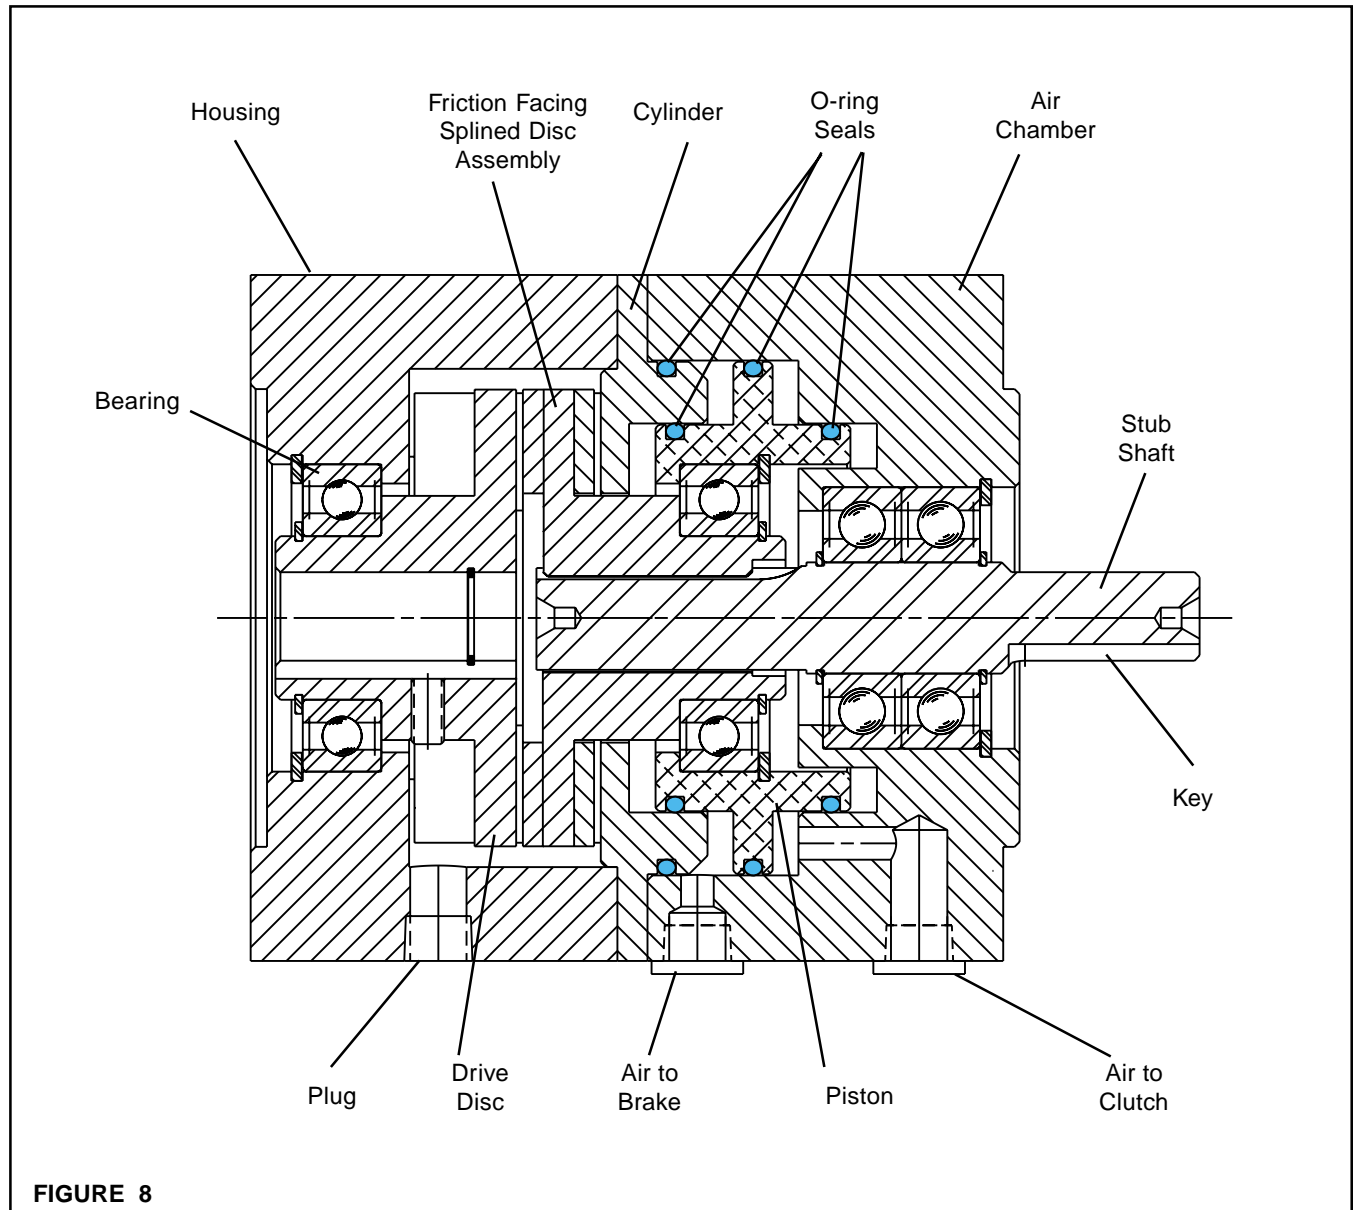 Housing
Friction Facing
Splined Disc
Assembly
Cylinder
O-ring
Seals
Air
Chamber
Bearing
Stub
Shaft
Key
Plug
Drive
Disc
Air to
Brake
Piston
Air to
Clutch
FIGURE 8